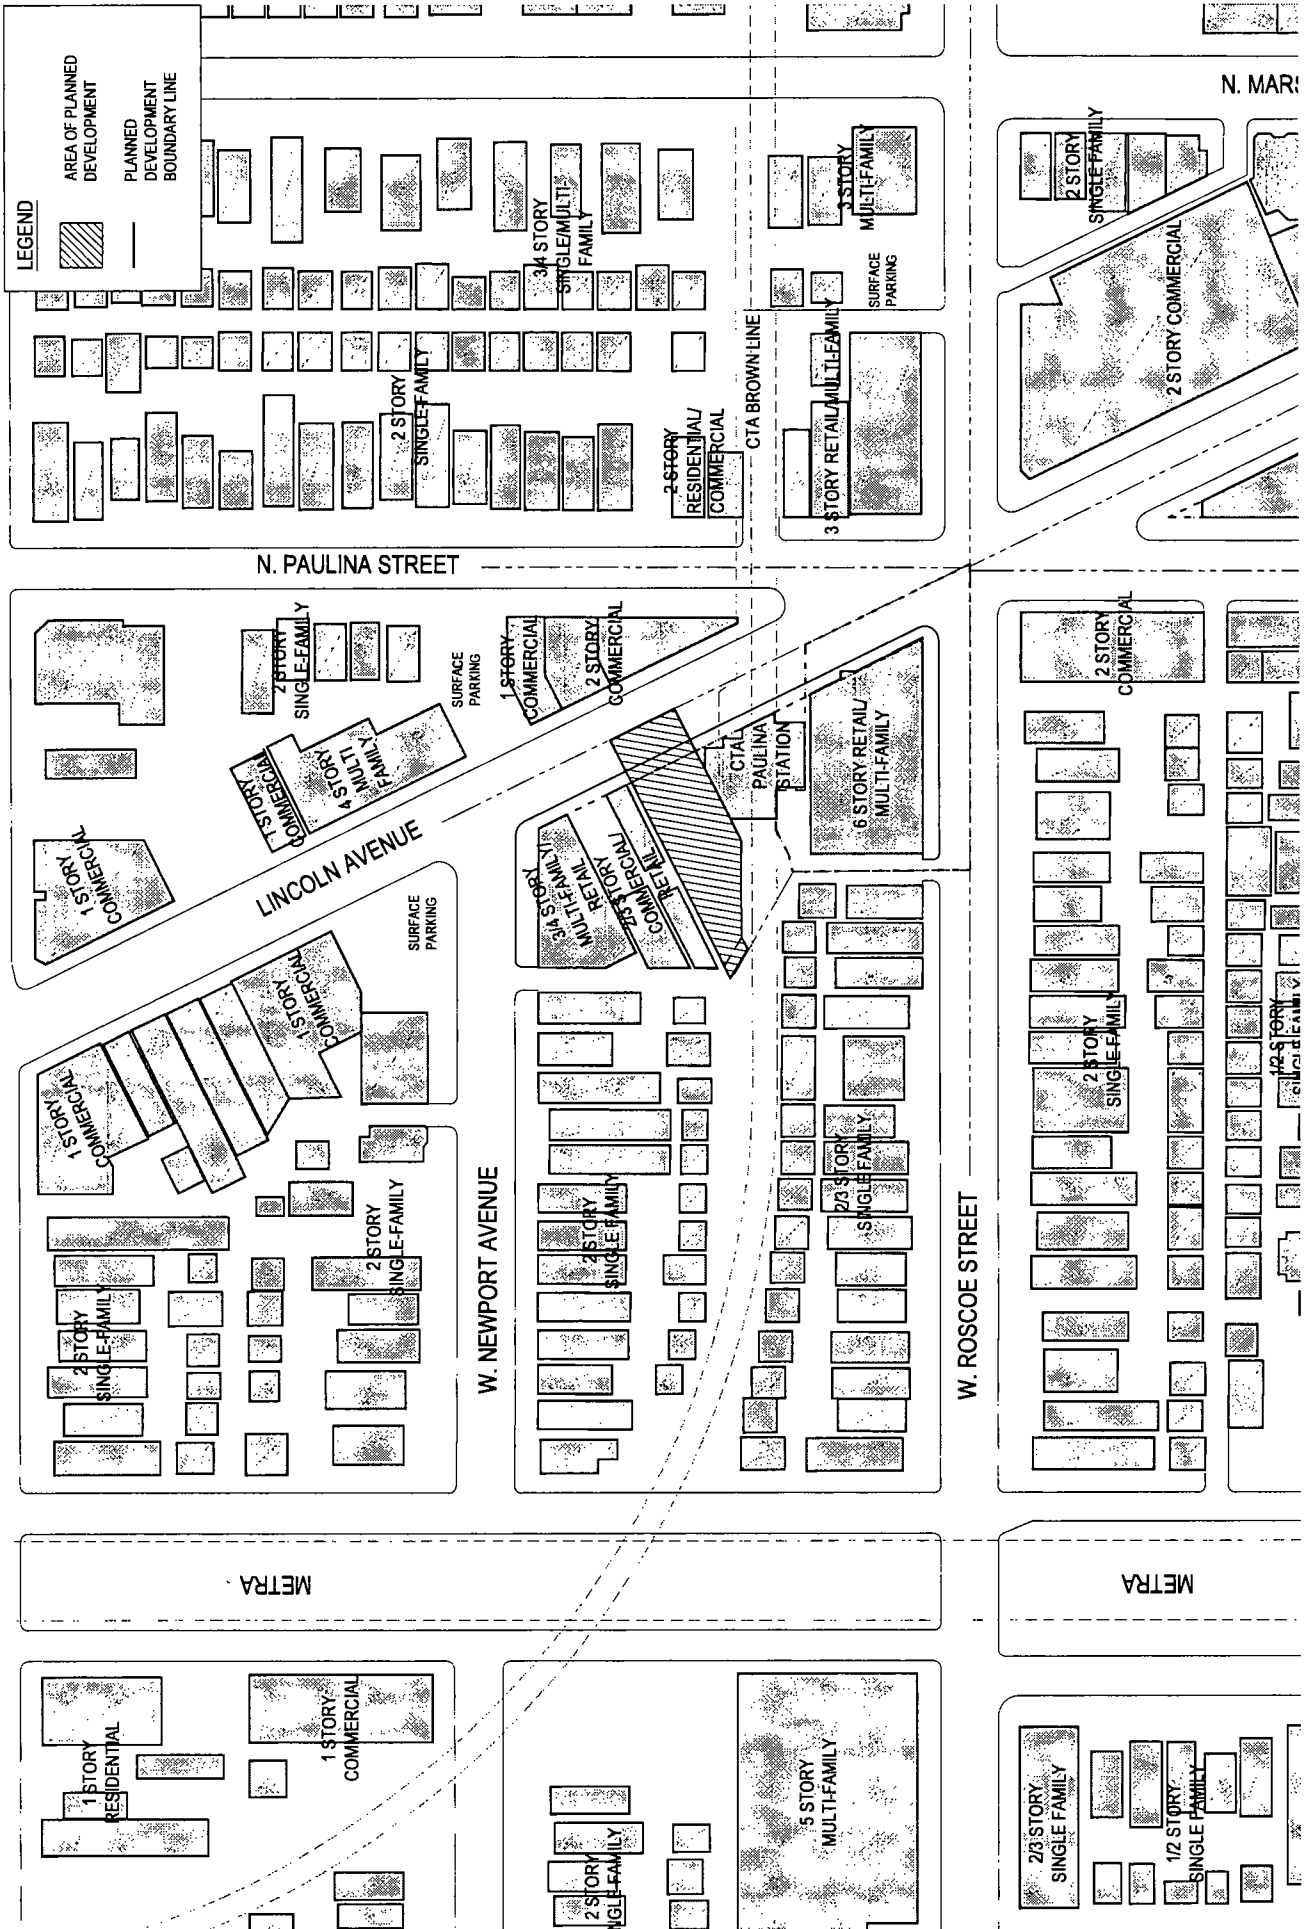 LEGEND
AREA OF PLANNED
DEVELOPMENT
PLANNED
DEVELOPMENT
BOUNDARY LINE
N. MARS
3/4 STORY
SINGLE/MULTI-
FAMILY
3 STORY
MULTI-FAMILY
SURFACE
PARKING
2 STORY
SINGLE FAMILY
2 STORY COMMERCIAL
2 STORY
SINGLE-FAMILY
2 STORY
RESIDENTIAL/
COMMERCIAL
CTA BROWN LINE
3 STORY RETAIL/MULTI-FAMILY
N. PAULINA STREET
2 STORY
SINGLE-FAMILY
SURFACE
PARKING
1 STORY
COMMERCIAL
2 STORY
COMMERCIAL
2 STORY
COMMERCIAL
1 STORY
COMMERCIAL
4 STORY
MULTI
FAMILY
1 STORY
COMMERCIAL
LINCOLN AVENUE
CTA
PAULINA
STATION
6 STORY RETAIL/
MULTI-FAMILY
3/4 STORY
MULTI-FAMILY/
RETAIL
2/3 STORY
COMMERCIAL/
RETAIL
SURFACE
PARKING
1 STORY
COMMERCIAL
1 STORY
COMMERCIAL
2 STORY
SINGLE-FAMILY
W. NEWPORT AVENUE
2 STORY
SINGLE FAMILY
2/3 STORY
SINGLE FAMILY
W. ROSCOE STREET
2 STORY
SINGLE-FAMILY
1/2 STORY
SINGLE FAMILY
2 STORY
SINGLE-FAMILY
METRA
METRA
1 STORY
RESIDENTIAL
1 STORY
COMMERCIAL
2 STORY
NGLE FAMILY
5 STORY
MULTI-FAMILY
2/3 STORY
SINGLE FAMILY
1/2 STORY
SINGLE FAMILY